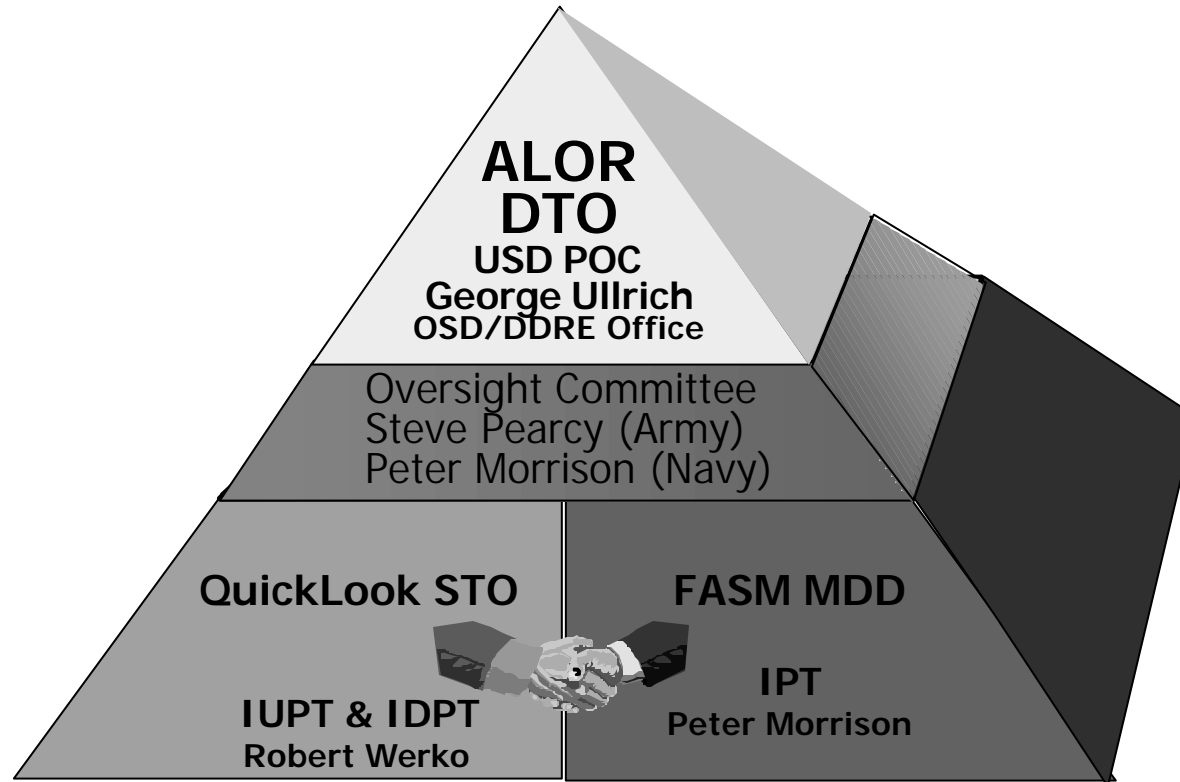 ALOR
DTO
USD POC
George Ullrich
OSD/DDRE Office
Oversight Committee
Steve Pearcy (Army)
Peter Morrison (Navy)
QuickLook STO
IUPT & IDPT
Robert Werko
FASM MDD
IPT
Peter Morrison